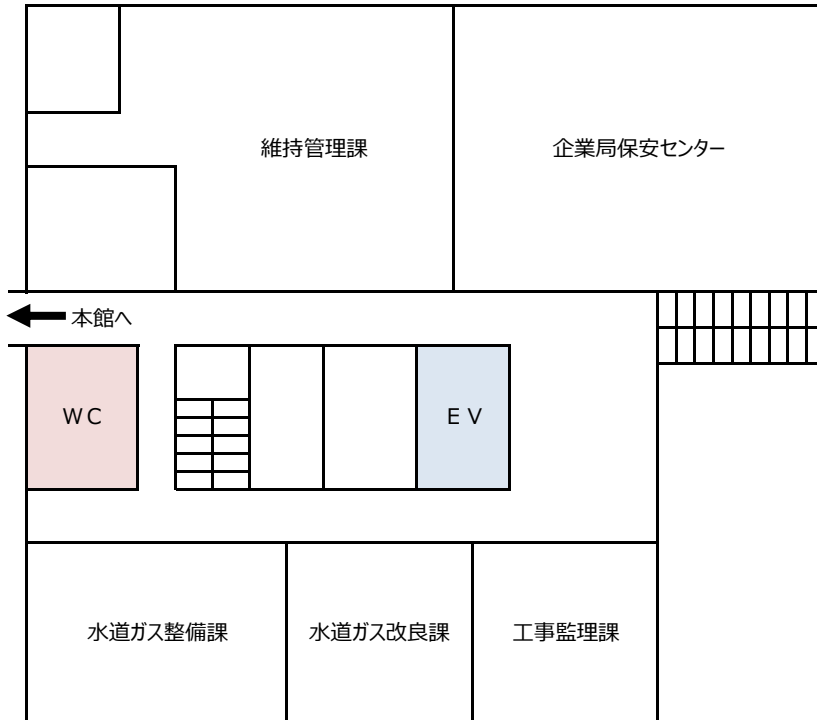 維持管理課
企業局保安センター
本館へ
ＷＣ
ＥＶ
水道ガス整備課
水道ガス改良課
工事監理課